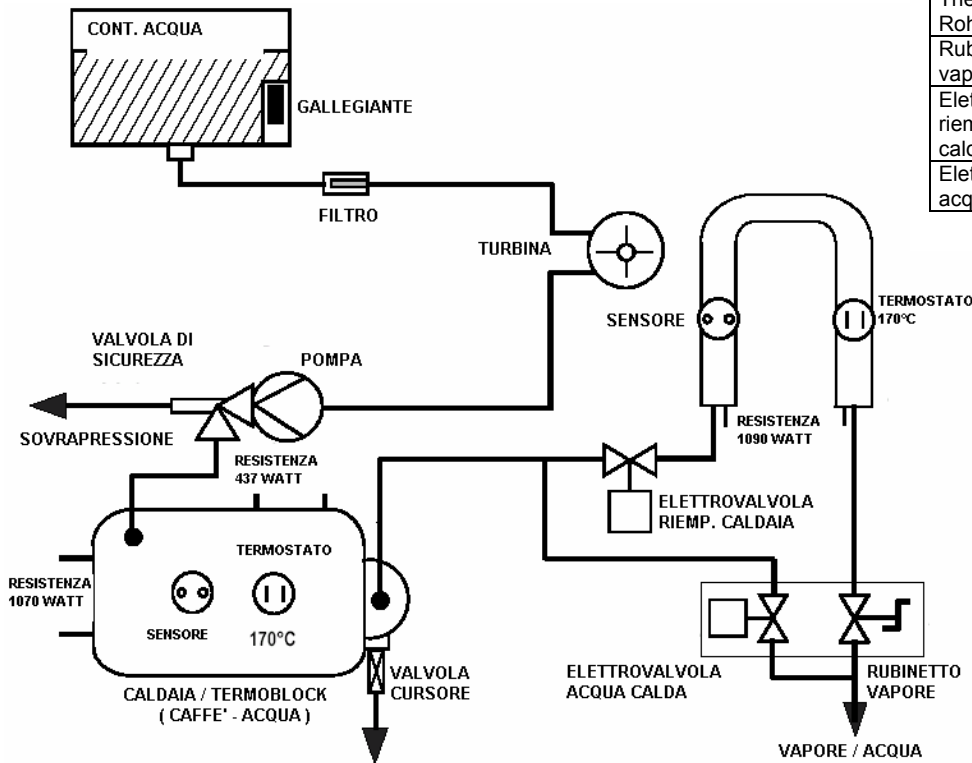 CONT. ACQUA
GALLEGIANTE
FILTRO
TURBINA
SENSORE
TERMOSTATO
170°C
VALVOLA DI
SICUREZZA
POMPA
SOVRAPRESSIONE
RESISTENZA
437 WATT
RESISTENZA
1090 WATT
ELETTROVALVOLA
RIEMP. CALDAIA
TERMOSTATO
RESISTENZA
1070 WATT
SENSORE
170°C
VALVOLA
CURSORE
CALDAIA / TERMOBLOCK
( CAFFE' - ACQUA )
ELETTROVALVOLA
ACQUA CALDA
RUBINETTO
VAPORE
VAPORE / ACQUA